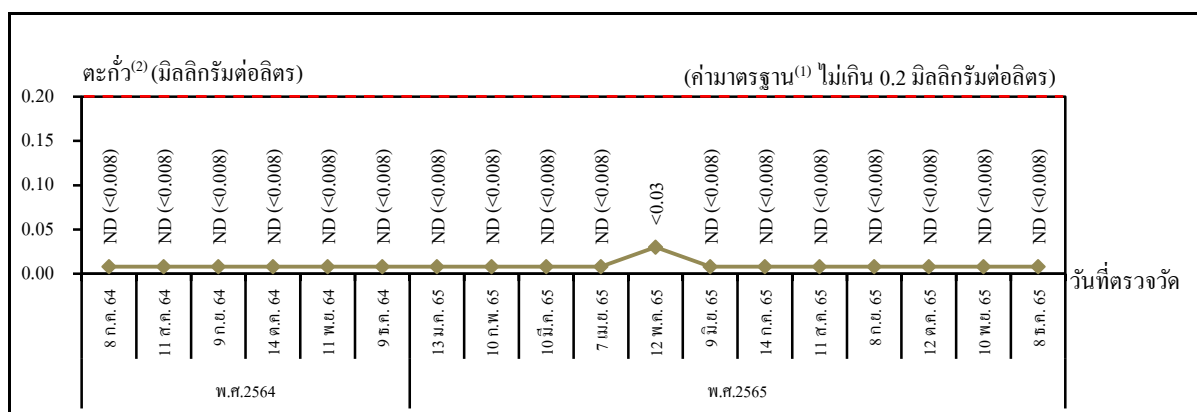 ตะกั่ว(2) (มิลลิกรัมต่อลิตร)
(ค่ามาตรฐาน(1) ไม่เกิน 0.2 มิลลิกรัมต่อลิตร)
0.20
0.15
0.10
0.05
0.00
ND (<0.008)
ND (<0.008)
ND (<0.008)
ND (<0.008)
ND (<0.008)
ND (<0.008)
ND (<0.008)
ND (<0.008)
ND (<0.008)
ND (<0.008)
<0.03
ND (<0.008)
ND (<0.008)
ND (<0.008)
ND (<0.008)
ND (<0.008)
ND (<0.008)
ND (<0.008)
วันที่ตรวจวัด
8 ก.ค. 64
11 ส.ค. 64
9 ก.ย. 64
14 ต.ค. 64
11 พ.ย. 64
9 ธ.ค. 64
13 ม.ค. 65
10 ก.พ. 65
10 มี.ค. 65
7 เม.ย. 65
12 พ.ค. 65
9 มิ.ย. 65
14 ก.ค. 65
11 ส.ค. 65
8 ก.ย. 65
12 ต.ค. 65
10 พ.ย. 65
8 ธ.ค. 65
พ.ศ.2564
พ.ศ.2565